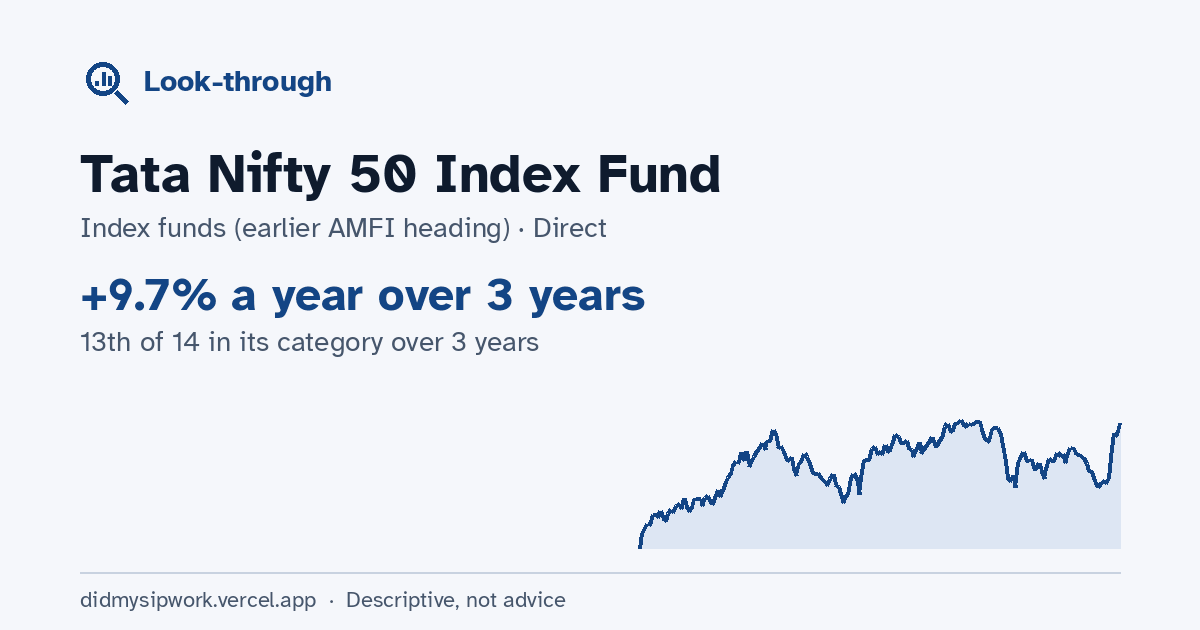 Look-through
Tata Nifty 50 Index Fund
Index funds (earlier AMFI heading) · Direct
+9.7% a year over 3 years
13th of 14 in its category over 3 years
didmysipwork.vercel.app · Descriptive, not advice